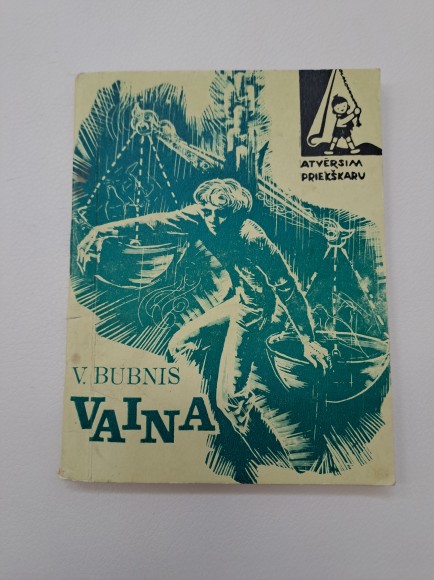 ATVĒRSIM
PRIEKŠKARU
V. BUBNIS
VAINA